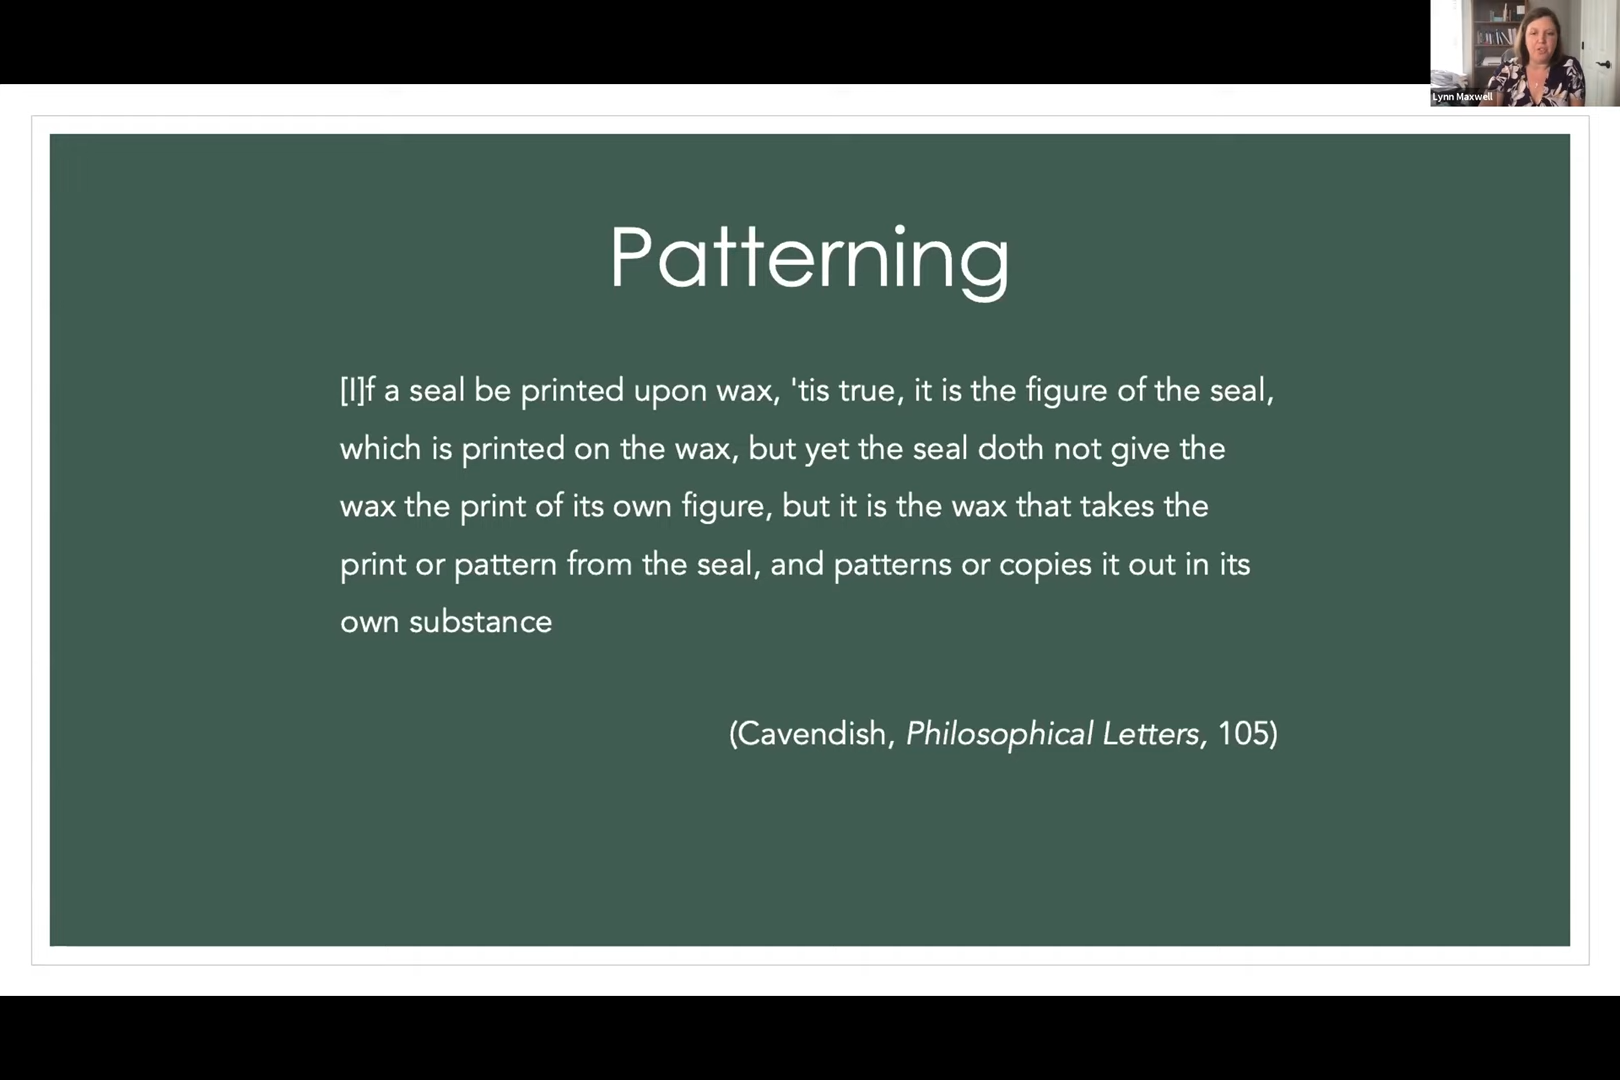 Lynn Maxwell
Patterning
[I]f a seal be printed upon wax, 'tis true, it is the figure of the seal,
which is printed on the wax, but yet the seal doth not give the
wax the print of its own figure, but it is the wax that takes the
print or pattern from the seal, and patterns or copies it out in its
own substance
(Cavendish, Philosophical Letters, 105)